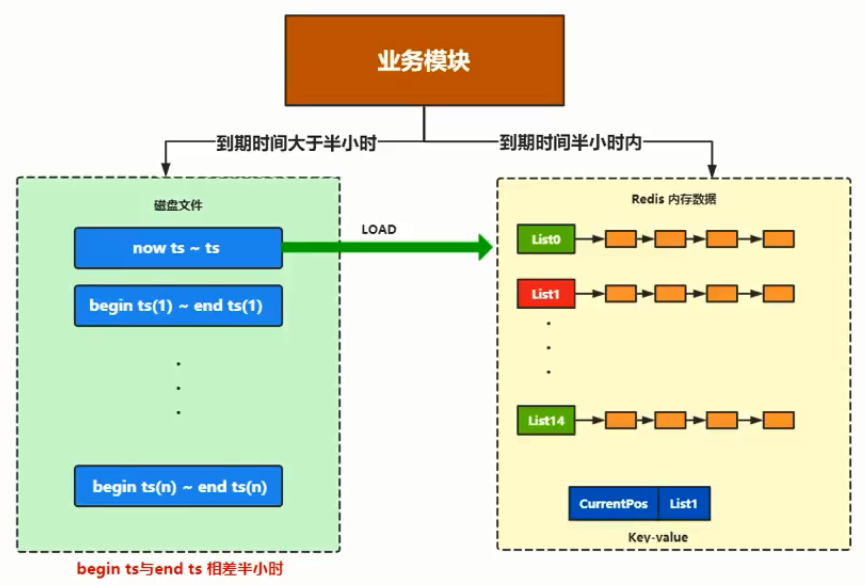 业务模块
到期时间大于半小时
到期时间半小时内
磁盘文件
now ts ~ ts
begin ts(1) ~ end ts(1)
begin ts(n) ~ end ts(n)
begin ts与end ts 相差半小时
LOAD
Redis 内存数据
List0
List1
List14
CurrentPos List1
Key-value